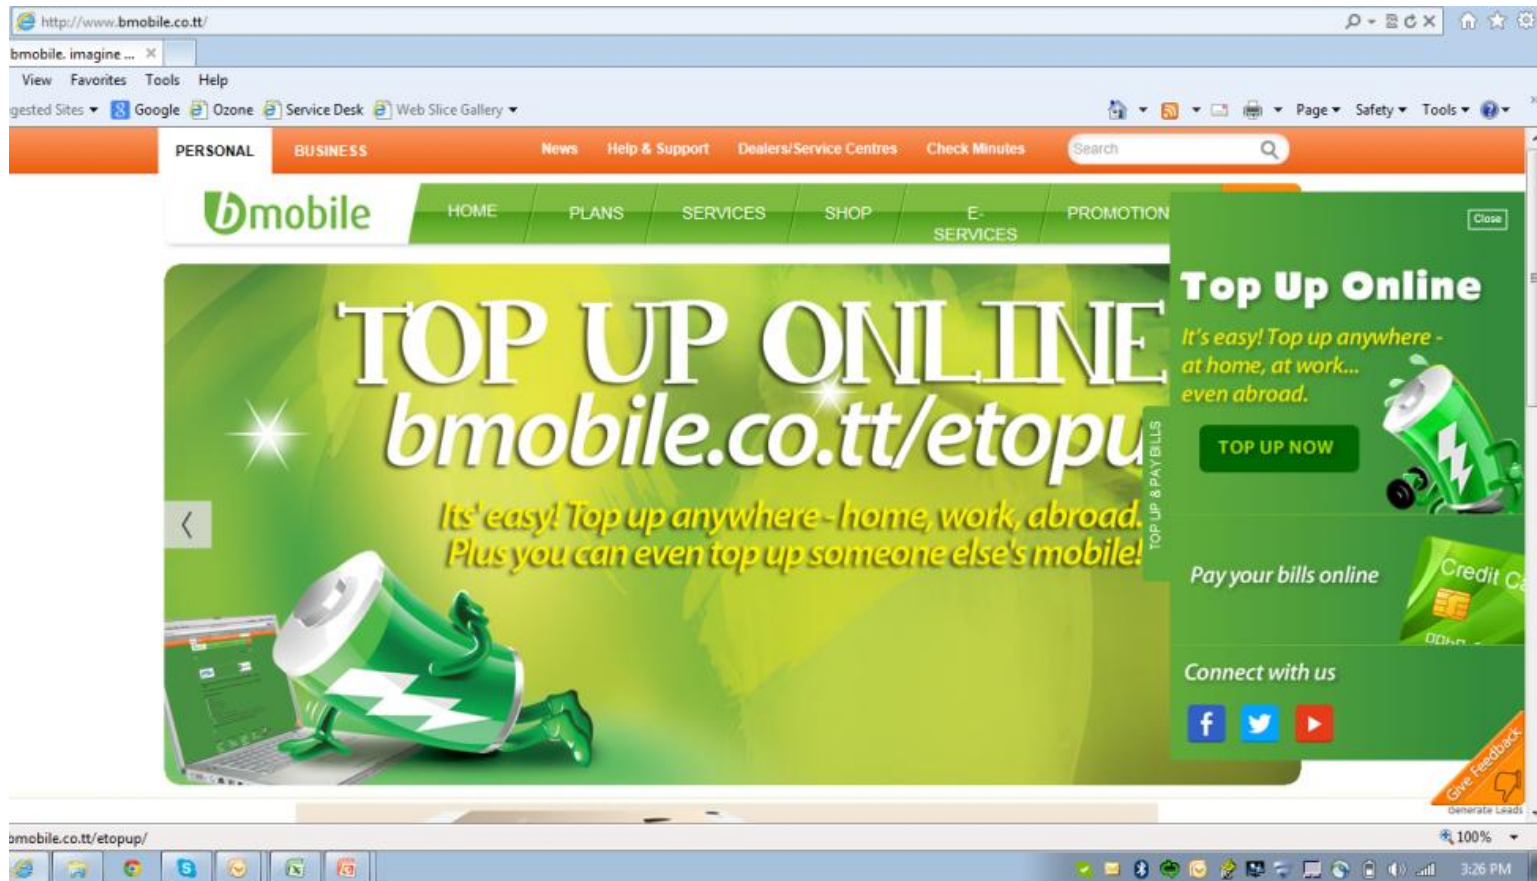 http://www.bmobile.co.tt/
bmobile. imagine ...
View Favorites Tools Help
gested Sites Google Ozone Service Desk Web Slice Gallery Page Safety Tools
PERSONAL BUSINESS News Help & Support Dealers/Service Centres Check Minutes Search
bmobile HOME PLANS SERVICES SHOP E-SERVICES PROMOTION
Close
TOP UP ONLINE
bmobile.co.tt/etopu
Its' easy! Top up anywhere - home, work, abroad.
Plus you can even top up someone else's mobile!
TOP UP & PAY BILLS
Top Up Online
It's easy! Top up anywhere -
at home, at work...
even abroad.
TOP UP NOW
Pay your bills online
Credit Ca
Connect with us
Give Feedback
Generate Leads
bmobile.co.tt/etopup/
100%
3:26 PM